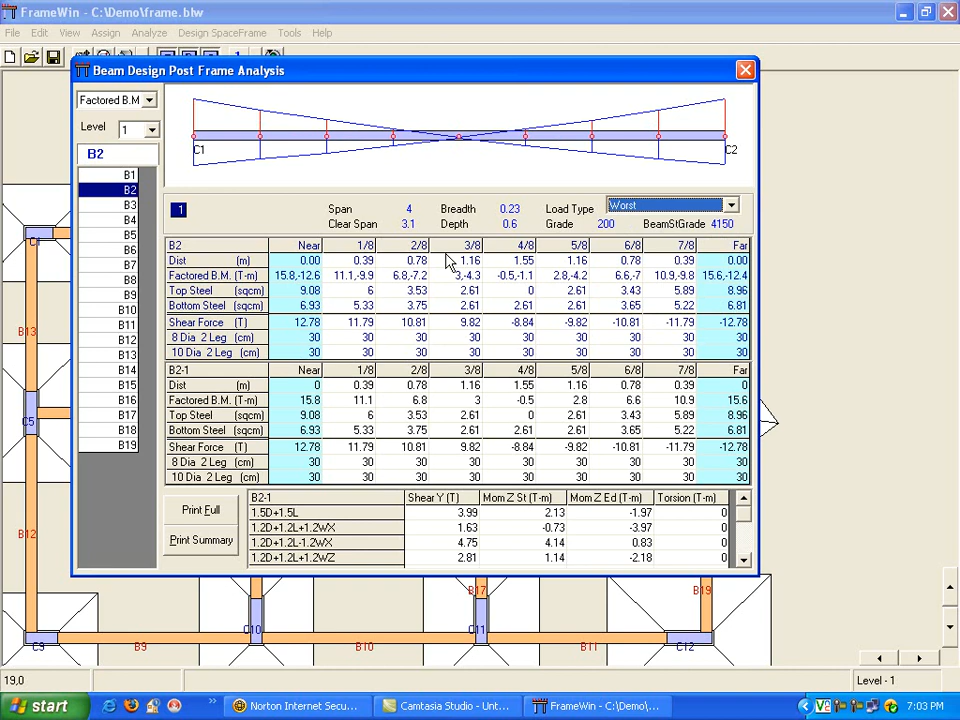 FrameWin - C:\Demo\frame.blw
File Edit View Assign Analyze Design SpaceFrame Tools Help
Beam Design Post Frame Analysis
Factored B.M
Level 1
B2
C1 C2
B1
B2
B3
B4
B5
B6
B7
B8
B9
B10
B11
B12
B13
B14
B15
B16
B17
B18
B19
1
Span 4 Breadth 0.23 Load Type Worst
Clear Span 3.1 Depth 0.6 Grade 200 BeamStGrade 4150
B2 Near 1/8 2/8 3/8 4/8 5/8 6/8 7/8 Far
Dist (m) 0.00 0.39 0.78 1.16 1.55 1.16 0.78 0.39 0.00
Factored B.M. (T-m) 15.8,-12.6 11.1,-9.9 6.8,-7.2 3,-4.3 -0.5,-1.1 2.8,-4.2 6.6,-7 10.9,-9.8 15.6,-12.4
Top Steel (sqcm) 9.08 6 3.53 2.61 0 2.61 3.43 5.89 8.96
Bottom Steel (sqcm) 6.93 5.33 3.75 2.61 2.61 2.61 3.65 5.22 6.81
Shear Force (T) 12.78 11.79 10.81 9.82 -8.84 -9.82 -10.81 -11.79 -12.78
8 Dia 2 Leg (cm) 30 30 30 30 30 30 30 30 30
10 Dia 2 Leg (cm) 30 30 30 30 30 30 30 30 30
B2-1 Near 1/8 2/8 3/8 4/8 5/8 6/8 7/8 Far
Dist (m) 0 0.39 0.78 1.16 1.55 1.16 0.78 0.39 0
Factored B.M. (T-m) 15.8 11.1 6.8 3 -0.5 2.8 6.6 10.9 15.6
Top Steel (sqcm) 9.08 6 3.53 2.61 0 2.61 3.43 5.89 8.96
Bottom Steel (sqcm) 6.93 5.33 3.75 2.61 2.61 2.61 3.65 5.22 6.81
Shear Force (T) 12.78 11.79 10.81 9.82 -8.84 -9.82 -10.81 -11.79 -12.78
8 Dia 2 Leg (cm) 30 30 30 30 30 30 30 30 30
10 Dia 2 Leg (cm) 30 30 30 30 30 30 30 30 30
Print Full
Print Summary
B2-1 Shear Y (T) Mom Z St (T-m) Mom Z Ed (T-m) Torsion (T-m)
1.5D+1.5L 3.99 2.13 -1.97 0
1.2D+1.2L+1.2WX 1.63 -0.73 -3.97 0
1.2D+1.2L-1.2WX 4.75 4.14 0.83 0
1.2D+1.2L+1.2WZ 2.81 1.14 -2.18 0
C1
B13
C5
B12
B17 B19
C9 B9 C10 B10 C11 B11 C12
19,0 Level - 1
start Norton Internet Secu... Camtasia Studio - Unt... FrameWin - C:\Demo\... 7:03 PM